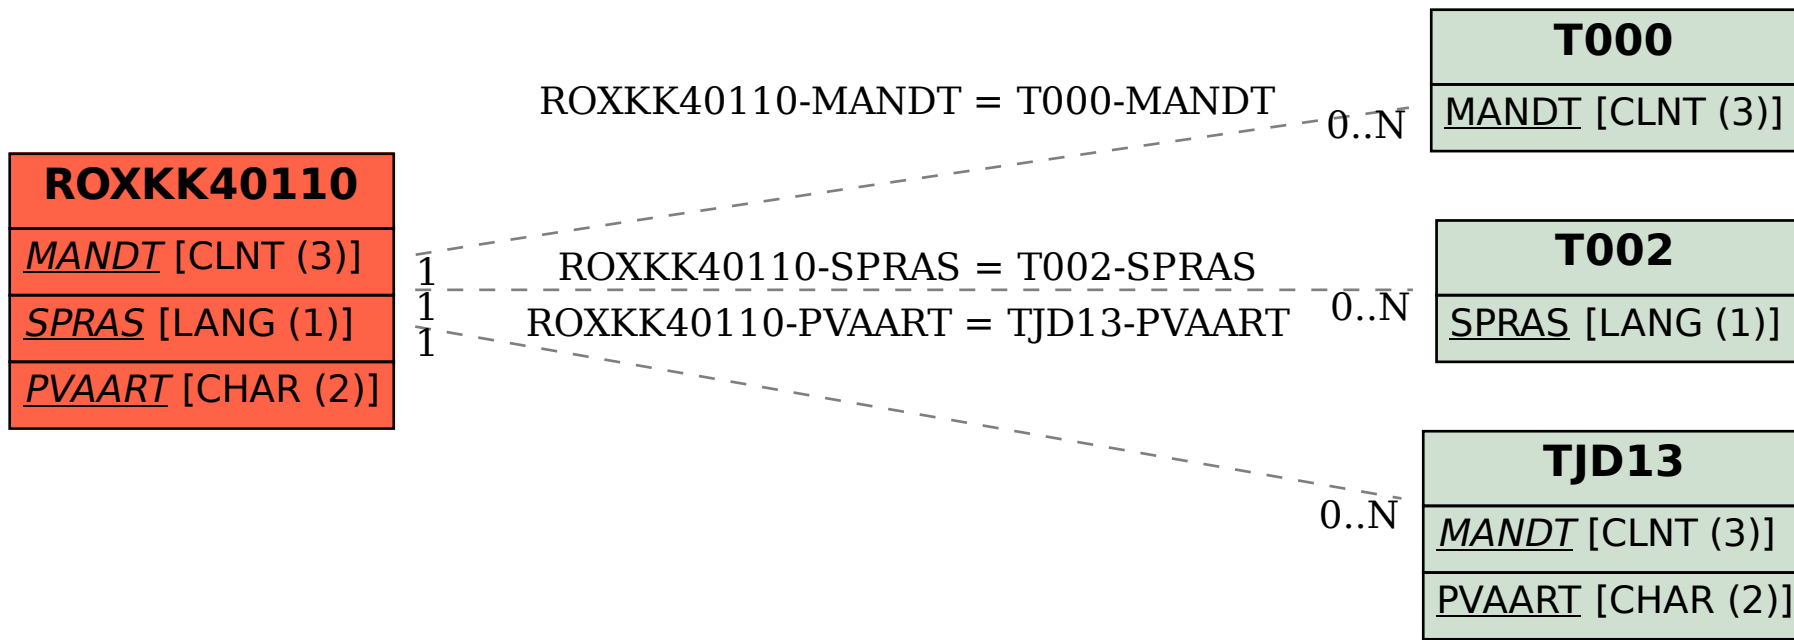 ROXKK40110
MANDT [CLNT (3)]
SPRAS [LANG (1)]
PVAART [CHAR (2)]
ROXKK40110-MANDT = T000-MANDT
0..N
1
ROXKK40110-SPRAS = T002-SPRAS
0..N
1
ROXKK40110-PVAART = TJD13-PVAART
0..N
1
T000
MANDT [CLNT (3)]
T002
SPRAS [LANG (1)]
TJD13
MANDT [CLNT (3)]
PVAART [CHAR (2)]